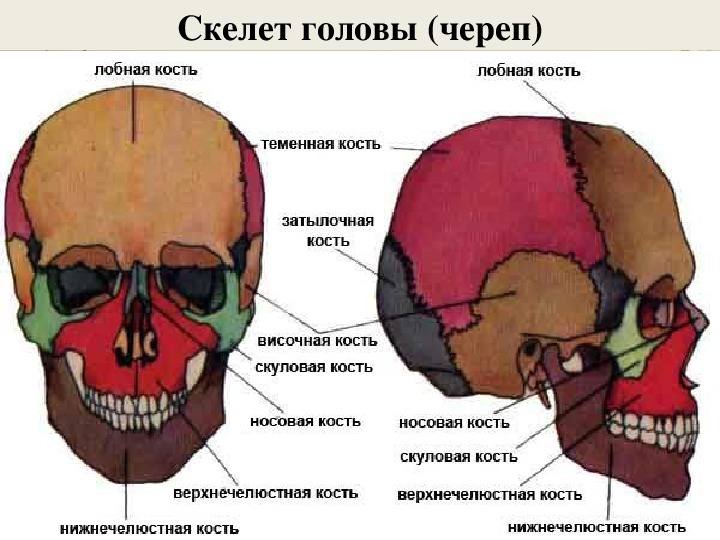 Скелет головы (череп)
лобная кость
лобная кость
теменная кость
затылочная
кость
височная кость
скуловая кость
носовая кость
носовая кость
скуловая кость
верхнечелюстная кость
верхнечелюстная кость
нижнечелюстная кость
нижнечелюстная кость